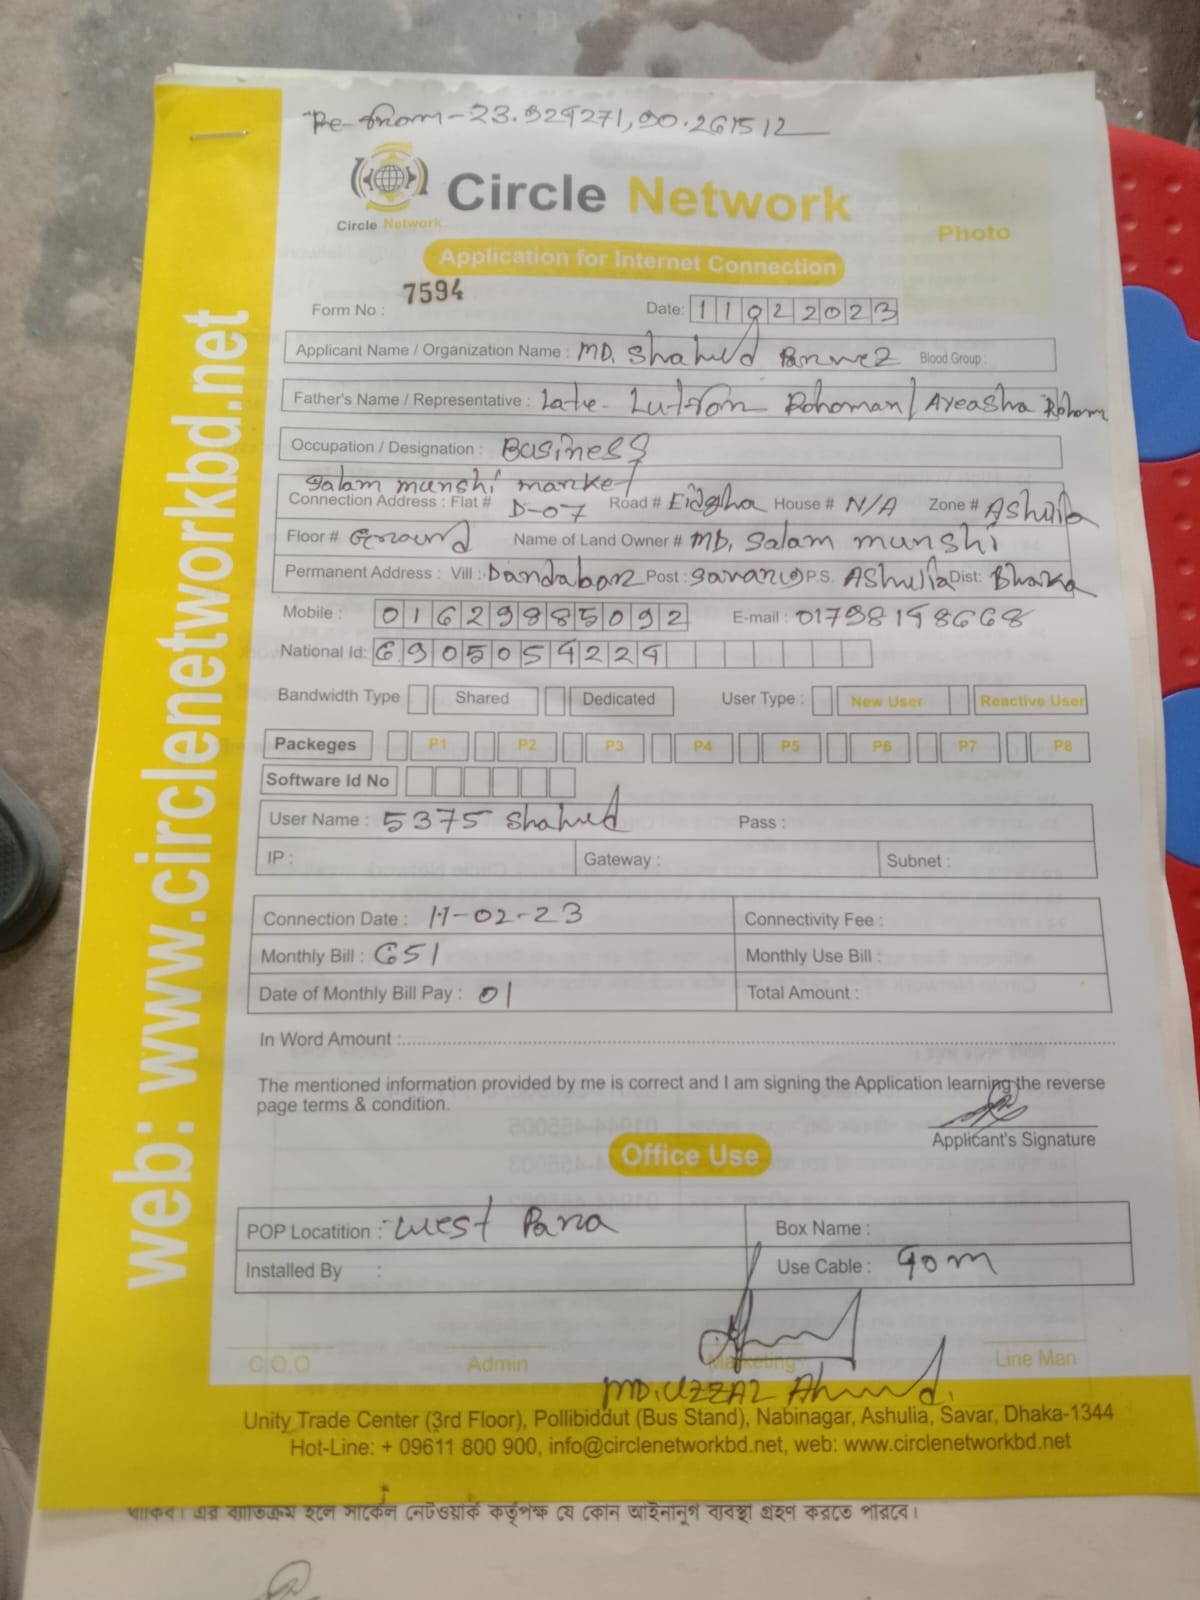 Re-from-23.929271,90.261512
Circle Network
Circle Network
Photo
Application for Internet Connection
Form No : 7594
Date: 11022023
Applicant Name / Organization Name : MD. Shahed Parvez Blood Group :
Father's Name / Representative : Late- Lutfor Rohoman/ Ayeasha Rohom
Occupation / Designation : Business
Salam munshi market
Connection Address : Flat # D-07 Road # Eidgha House # N/A Zone # Ashulia
Floor # Ground Name of Land Owner # MD. Salam munshi
Permanent Address : Vill : Dandabar Post : Savar P.S. Ashulia Dist: Dhaka
Mobile : 01629885092 E-mail : 01798198668
National Id: 6905054224
Bandwidth Type Shared Dedicated User Type : New User Reactive User
Packeges P1 P2 P3 P4 P5 P6 P7 P8
Software Id No
User Name : 5375 Shahed Pass :
IP : Gateway : Subnet :
Connection Date : 11-02-23 Connectivity Fee :
Monthly Bill : 651 Monthly Use Bill :
Date of Monthly Bill Pay : 01 Total Amount :
In Word Amount :
The mentioned information provided by me is correct and I am signing the Application learning the reverse
page terms & condition.
Applicant's Signature
Office Use
POP Locatition : West Para Box Name :
Installed By : Use Cable : 90m
C.O.O Admin Marketing Line Man
MD. Uzzal Ahmed.
Unity Trade Center (3rd Floor), Pollibiddut (Bus Stand), Nabinagar, Ashulia, Savar, Dhaka-1344
Hot-Line: + 09611 800 900, info@circlenetworkbd.net, web: www.circlenetworkbd.net
web: www.circlenetworkbd.net
থাকিব। এর ব্যতিক্রম হলে সার্কেল নেটওয়ার্ক কর্তৃপক্ষ যে কোন আইনানুগ ব্যবস্থা গ্রহণ করতে পারবে।